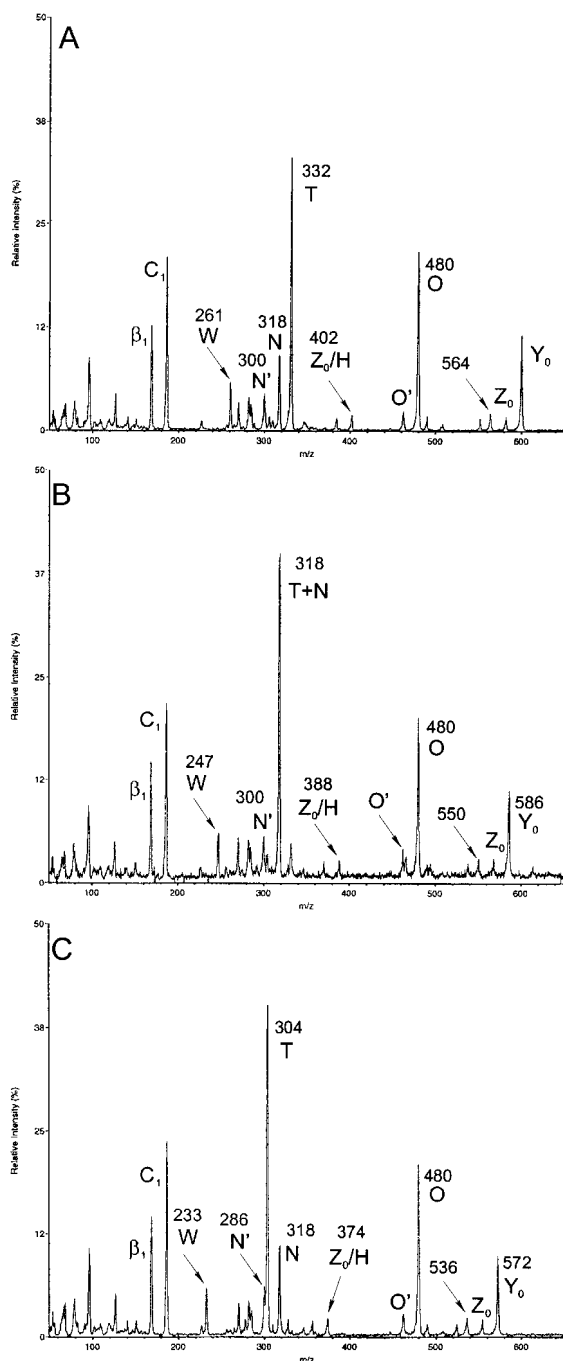 A
50
38
25
12
0
Relative Intensity (%)
332
T
C1
β1
261
W
318
N
300
N'
402
Z0/H
480
O
O'
564
Z0
Y0
100
200
300
400
500
600
m/z
B
50
37
25
12
0
Relative Intensity (%)
318
T+N
C1
β1
247
W
300
N'
388
Z0/H
480
O
O'
550
Z0
586
Y0
100
200
300
400
500
600
m/z
C
50
38
25
12
0
Relative Intensity (%)
304
T
C1
β1
233
W
286
N'
318
N
374
Z0/H
480
O
O'
536
Z0
572
Y0
100
200
300
400
500
600
m/z